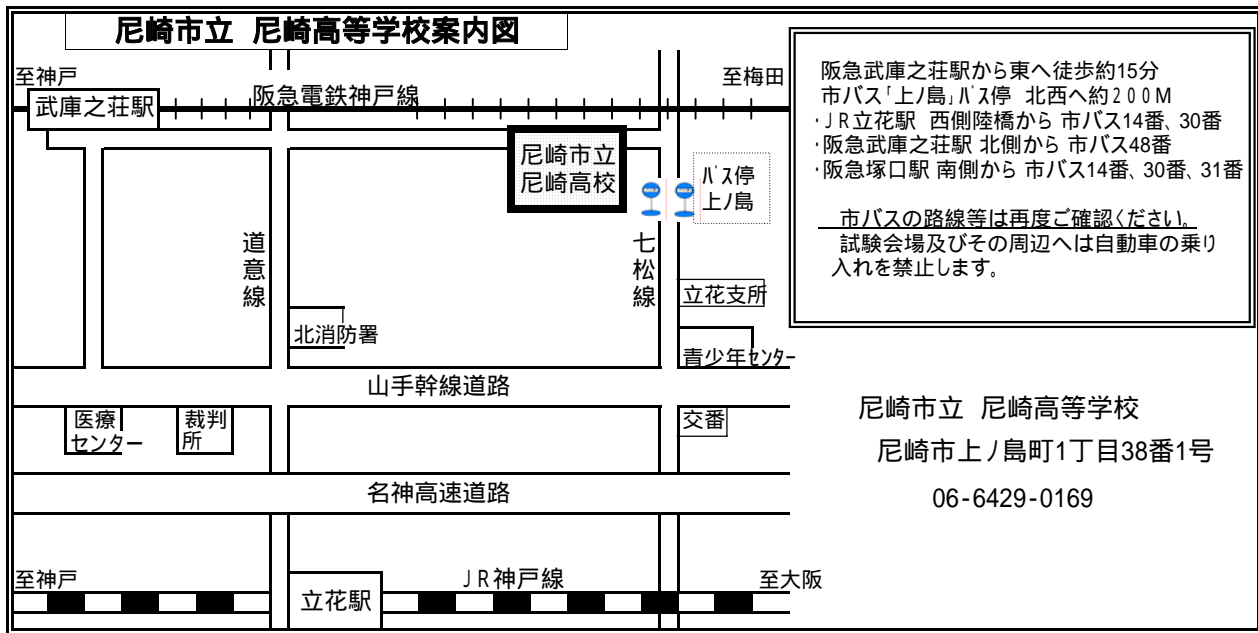 尼崎市立 尼崎高等学校案内図
至神戸
至梅田
武庫之荘駅
阪急電鉄神戸線
尼崎市立
尼崎高校
バス停
上ノ島
道意線
七松線
立花支所
北消防署
青少年センター
山手幹線道路
医療
センター
裁判
所
交番
名神高速道路
至神戸
JR神戸線
至大阪
立花駅
阪急武庫之荘駅から東へ徒歩約15分
市バス「上ノ島」バス停 北西へ約200M
・JR立花駅 西側陸橋から 市バス14番、30番
・阪急武庫之荘駅 北側から 市バス48番
・阪急塚口駅 南側から 市バス14番、30番、31番
市バスの路線等は再度ご確認ください。
試験会場及びその周辺へは自動車の乗り
入れを禁止します。
尼崎市立 尼崎高等学校
尼崎市上ノ島町1丁目38番1号
06-6429-0169